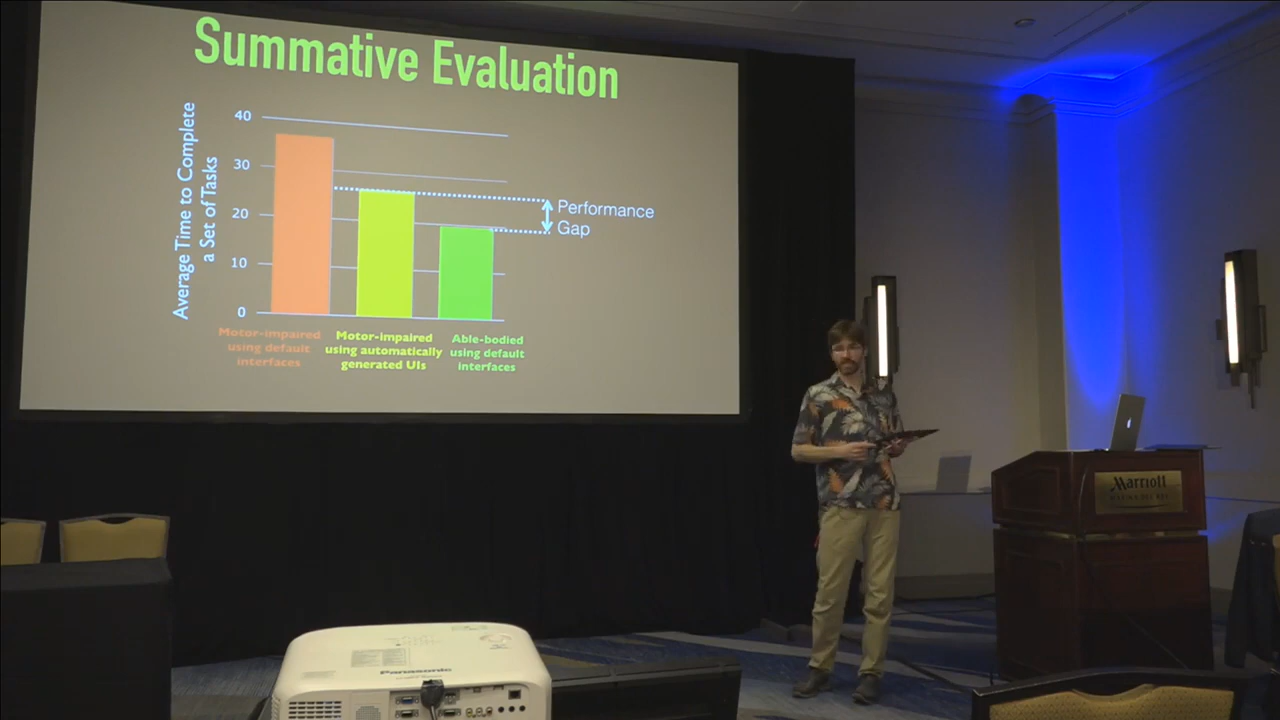 Summative Evaluation
Average Time to Complete
a Set of Tasks
40
30
20
10
0
Performance
Gap
Motor-impaired
using default
interfaces
Motor-impaired
using automatically
generated UIs
Able-bodied
using default
interfaces
Marriott
Panasonic